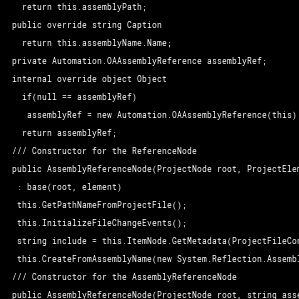 return this.assemblyPath;
public override string Caption
return this.assemblyName.Name;
private Automation.OAAssemblyReference assemblyRef;
internal override object Object
if(null == assemblyRef)
assemblyRef = new Automation.OAAssemblyReference(this)
return assemblyRef;
/// Constructor for the ReferenceNode
public AssemblyReferenceNode(ProjectNode root, ProjectElem
: base(root, element)
this.GetPathNameFromProjectFile();
this.InitializeFileChangeEvents();
string include = this.ItemNode.GetMetadata(ProjectFileCon
this.CreateFromAssemblyName(new System.Reflection.Assembl
/// Constructor for the AssemblyReferenceNode
public AssemblyReferenceNode(ProjectNode root, string asse